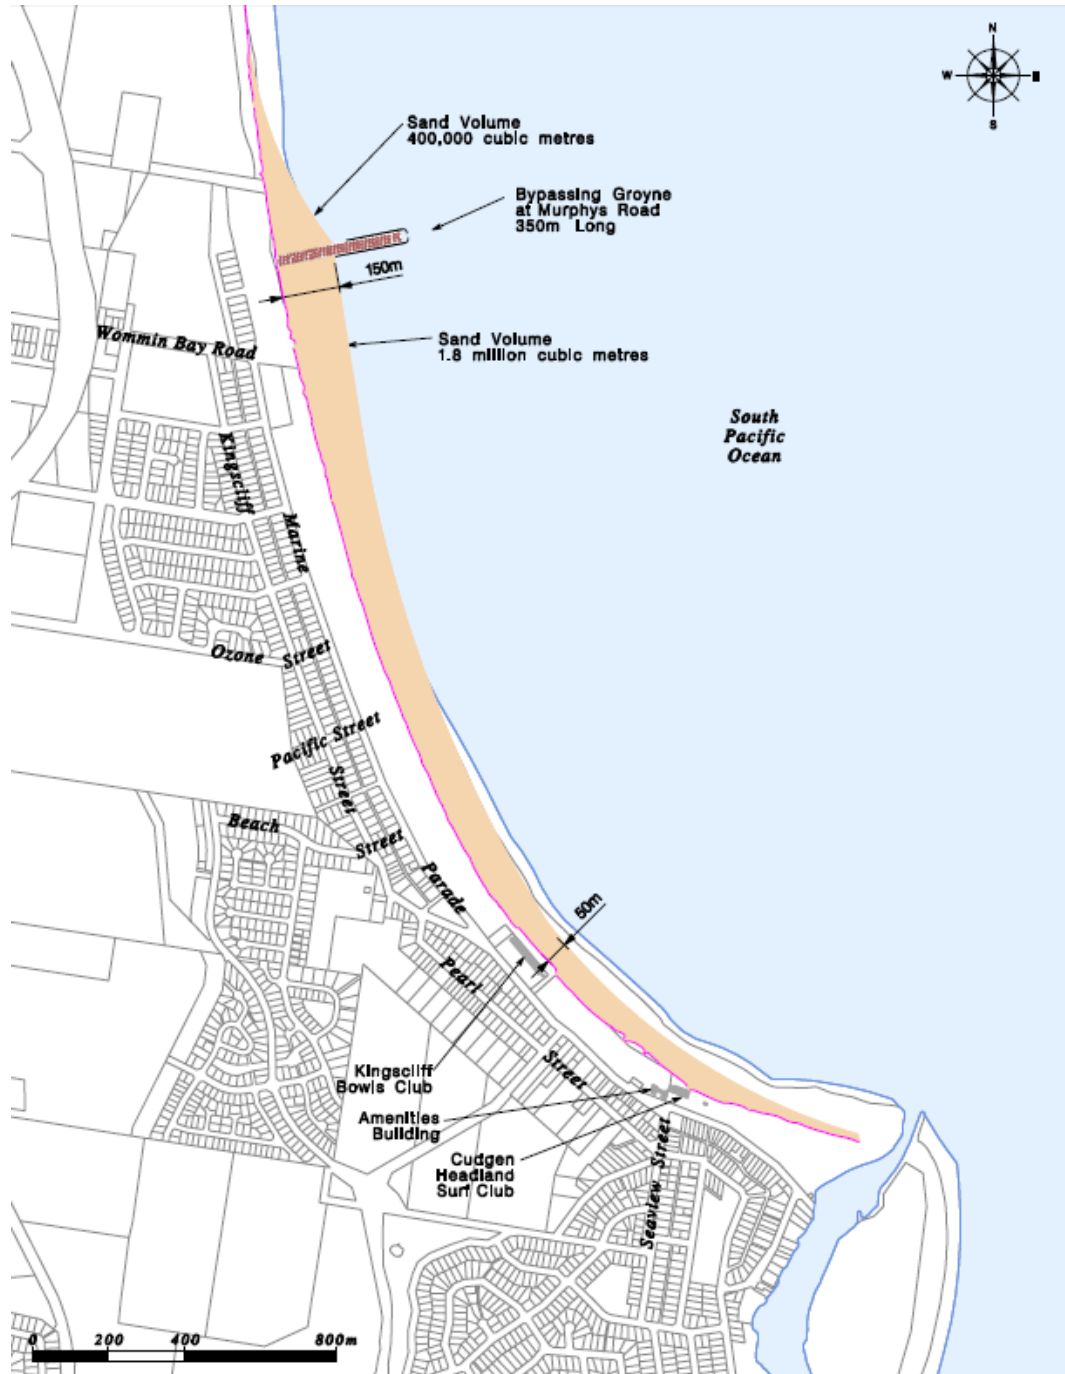 N
W
S
Sand Volume
400,000 cubic metres
Bypassing Groyne
at Murphys Road
350m Long
150m
Sand Volume
1.8 million cubic metres
Wommin Bay Road
South
Pacific
Ocean
Kingscliff
Marine
Ozone Street
Pacific Street
Street
Beach
Street
Parade
50m
Pearl
Street
Kingscliff
Bowls Club
Amenities
Building
Cudgen
Headland
Surf Club
Seaview Street
0 200 400 800m